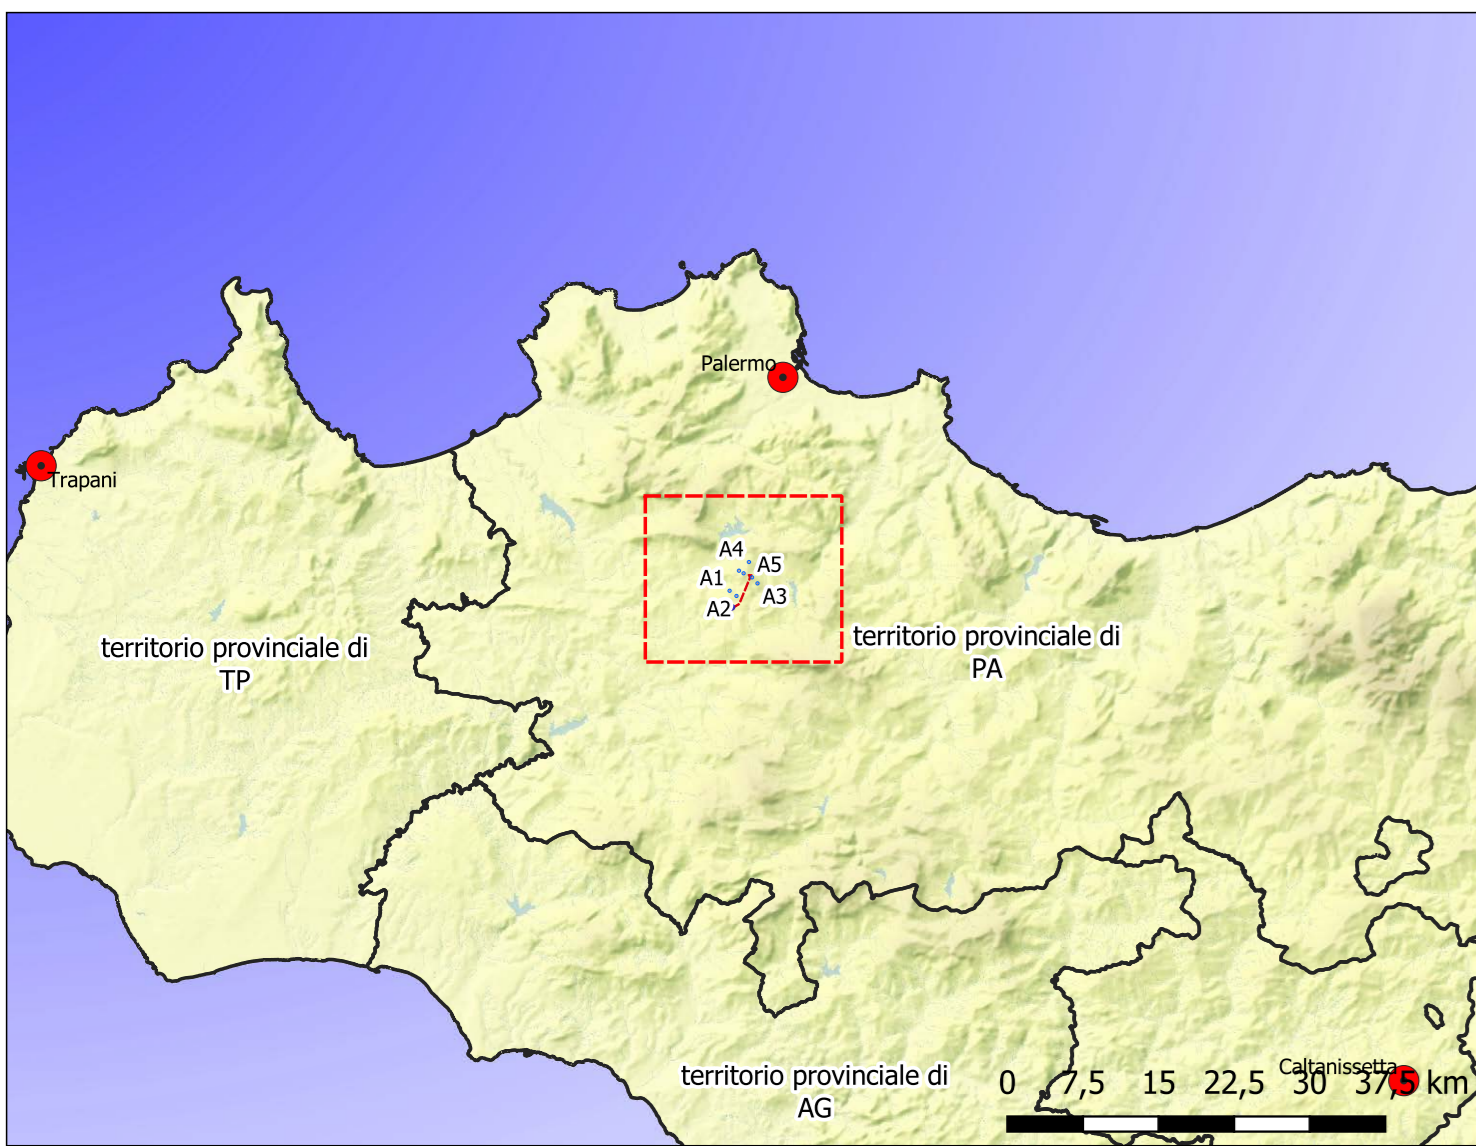 Palermo
Trapani
A4
A5
A1
A3
A2
territorio provinciale di
TP
territorio provinciale di
PA
territorio provinciale di
AG
Caltanissetta
0 7,5 15 22,5 30 37,5 km